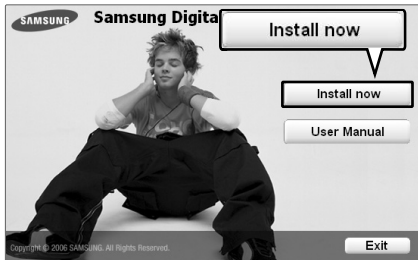 SAMSUNG
Samsung Digita
Install now
Install now
User Manual
Copyright © 2006 SAMSUNG. All Rights Reserved.
Exit